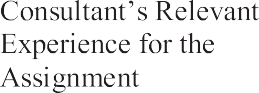 Consultant’s Relevant
Experience for the
Assignment